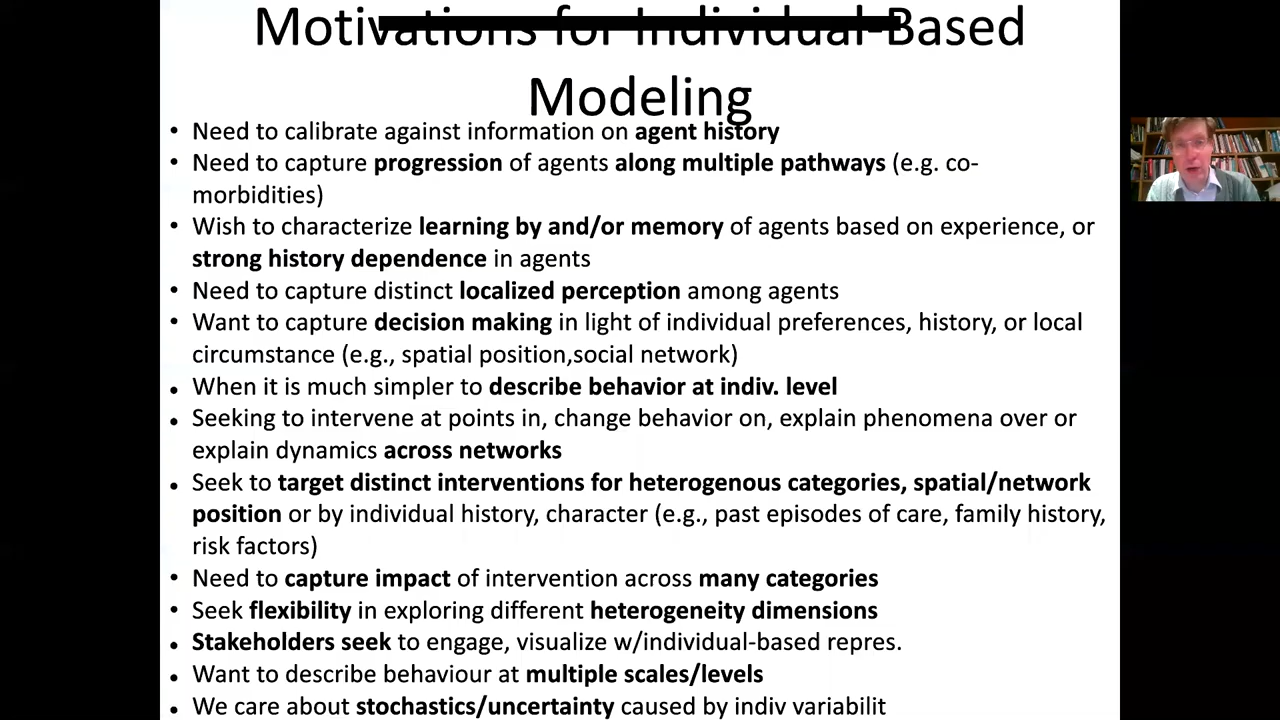 Motivations for Individual-Based
Modeling
• Need to calibrate against information on agent history
• Need to capture progression of agents along multiple pathways (e.g. co-
morbidities)
• Wish to characterize learning by and/or memory of agents based on experience, or
strong history dependence in agents
• Need to capture distinct localized perception among agents
• Want to capture decision making in light of individual preferences, history, or local
circumstance (e.g., spatial position,social network)
• When it is much simpler to describe behavior at indiv. level
• Seeking to intervene at points in, change behavior on, explain phenomena over or
explain dynamics across networks
• Seek to target distinct interventions for heterogenous categories, spatial/network
position or by individual history, character (e.g., past episodes of care, family history,
risk factors)
• Need to capture impact of intervention across many categories
• Seek flexibility in exploring different heterogeneity dimensions
• Stakeholders seek to engage, visualize w/individual-based repres.
• Want to describe behaviour at multiple scales/levels
• We care about stochastics/uncertainty caused by indiv variabilit